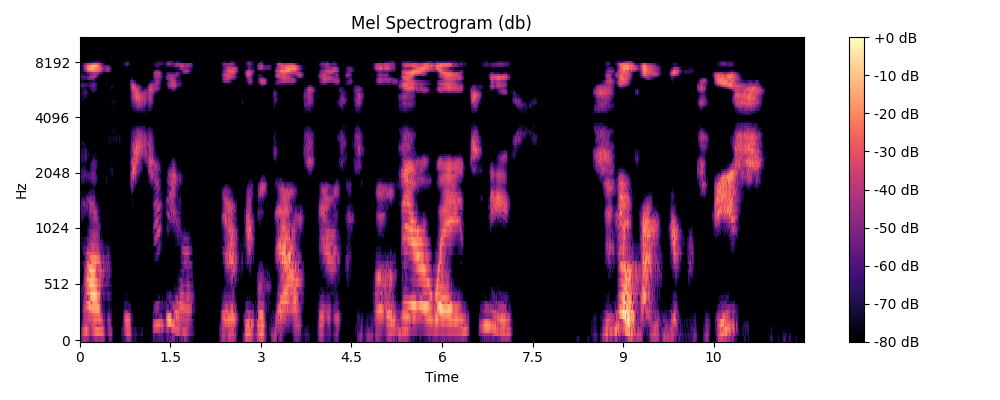 Mel Spectrogram (db)
8192
4096
2048
1024
512
0
Hz
0 1.5 3 4.5 6 7.5 9 10
Time
+0 dB
-10 dB
-20 dB
-30 dB
-40 dB
-50 dB
-60 dB
-70 dB
-80 dB